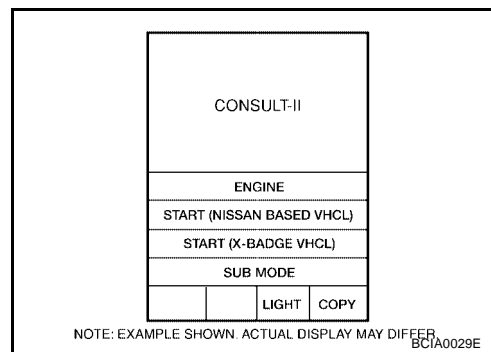 CONSULT-II
ENGINE
START (NISSAN BASED VHCL)
START (X-BADGE VHCL)
SUB MODE
LIGHT COPY
NOTE: EXAMPLE SHOWN. ACTUAL DISPLAY MAY DIFFER.
BCIA0029E